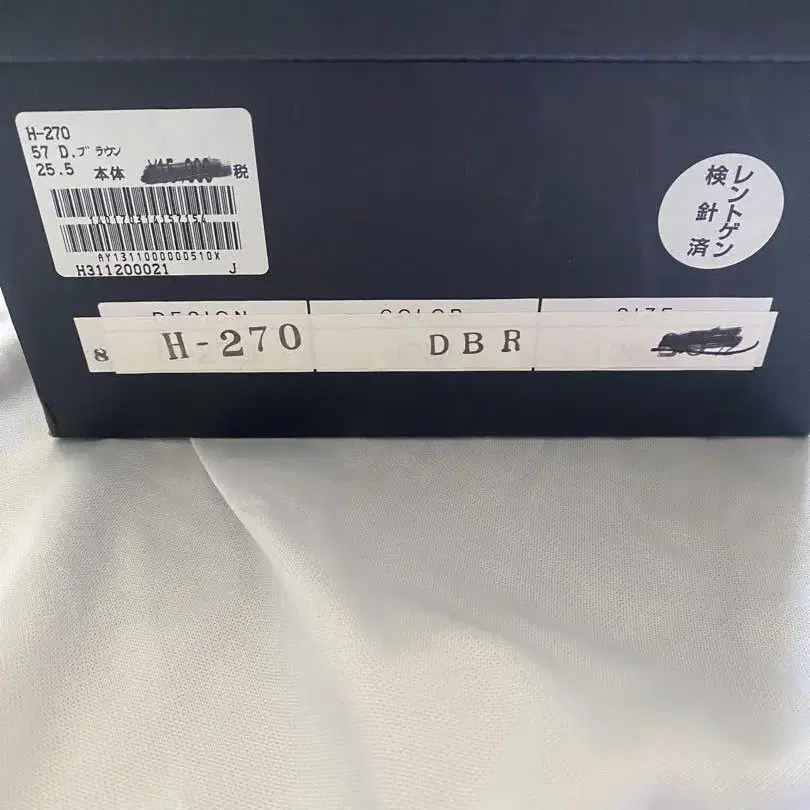 H-270
57 D.ブラウン
25.5 本体 税
AY1311000000510X
H311200021 J
レントゲン
検針済
DESIGN COLOR SIZE
8 H-270 DBR